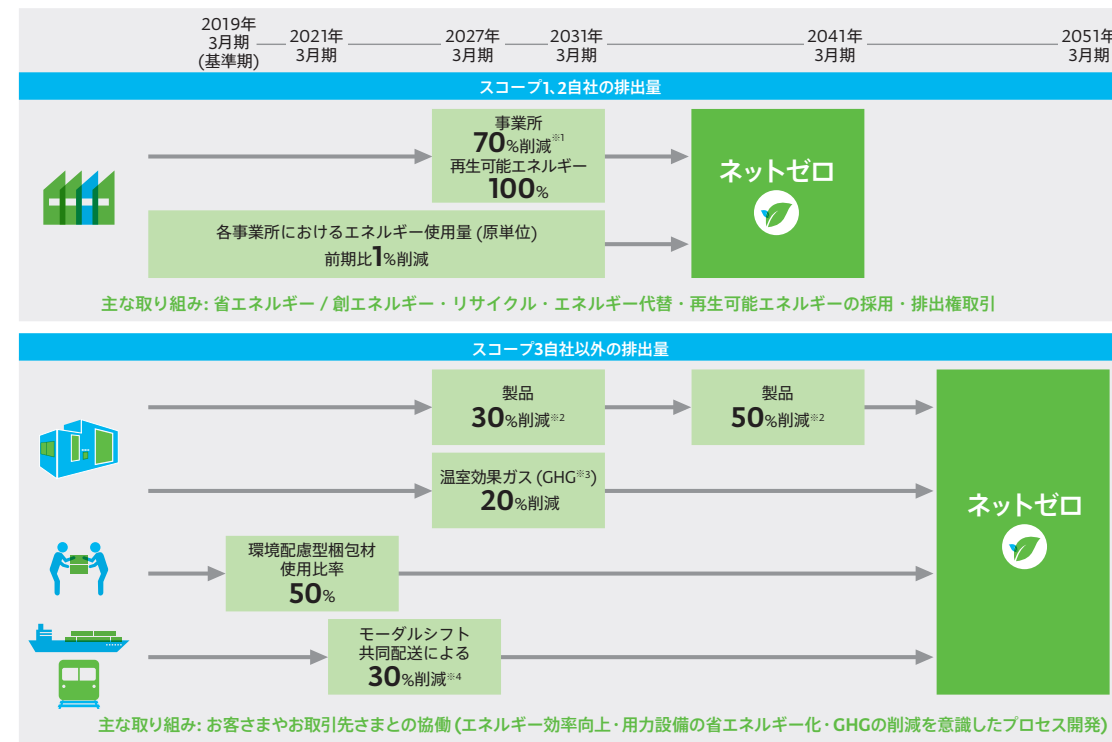 2019年
3月期
(基準期)
2021年
3月期
2027年
3月期
2031年
3月期
2041年
3月期
2051年
3月期
スコープ1、2自社の排出量
事業所
70%削減※1
再生可能エネルギー
100%
ネットゼロ
各事業所におけるエネルギー使用量 (原単位)
前期比1%削減
主な取り組み: 省エネルギー / 創エネルギー・リサイクル・エネルギー代替・再生可能エネルギーの採用・排出権取引
スコープ3自社以外の排出量
製品
30%削減※2
製品
50%削減※2
温室効果ガス (GHG※3)
20%削減
ネットゼロ
環境配慮型梱包材
使用比率
50%
モーダルシフト
共同配送による
30%削減※4
主な取り組み: お客さまやお取引先さまとの協働 (エネルギー効率向上・用力設備の省エネルギー化・GHGの削減を意識したプロセス開発)